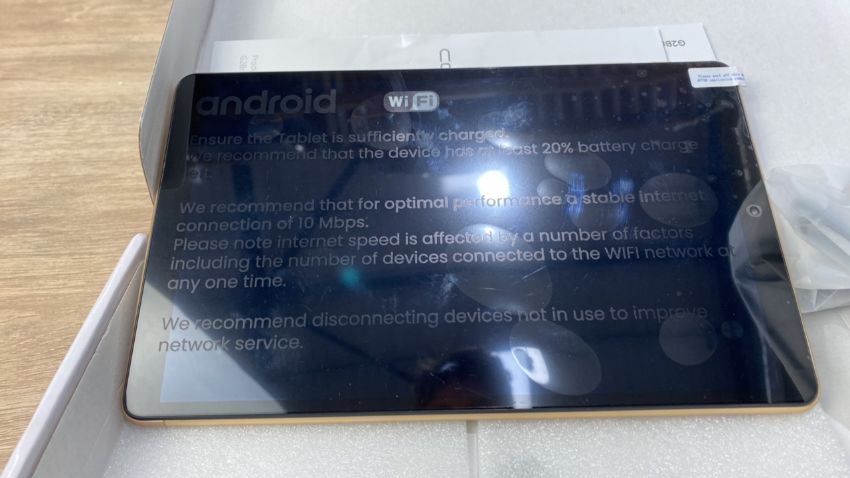 android
WiFi
Ensure the Tablet is sufficiently charged.
We recommend that the device has at least 20% battery charge
left.
We recommend that for optimal performance a stable internet
connection of 10 Mbps.
Please note internet speed is affected by a number of factors
including the number of devices connected to the WIFI network at
any one time.
We recommend disconnecting devices not in use to improve
network service.